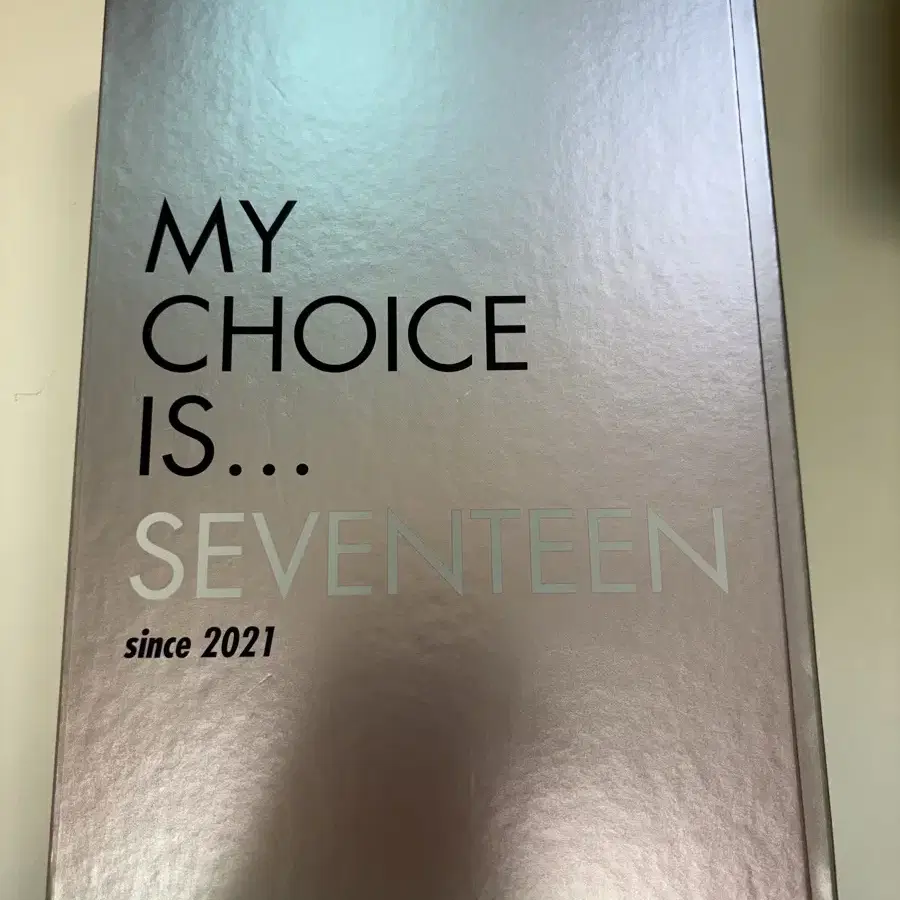 MY
CHOICE
IS...
SEVENTEEN
since 2021